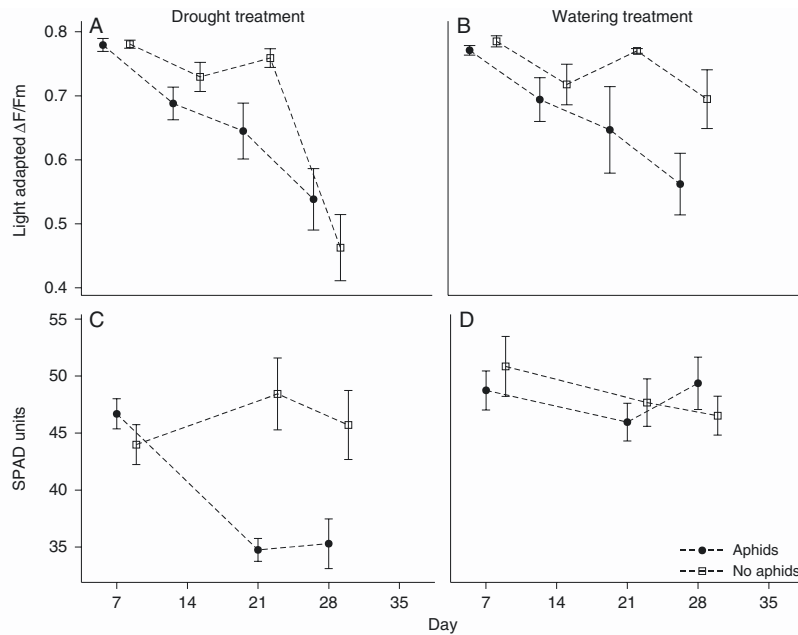 Drought treatment
Watering treatment
A
B
Light adapted ΔF/Fm
0.8
0.7
0.6
0.5
0.4
C
D
SPAD units
55
50
45
40
35
Aphids
No aphids
7 14 21 28 35
7 14 21 28 35
Day